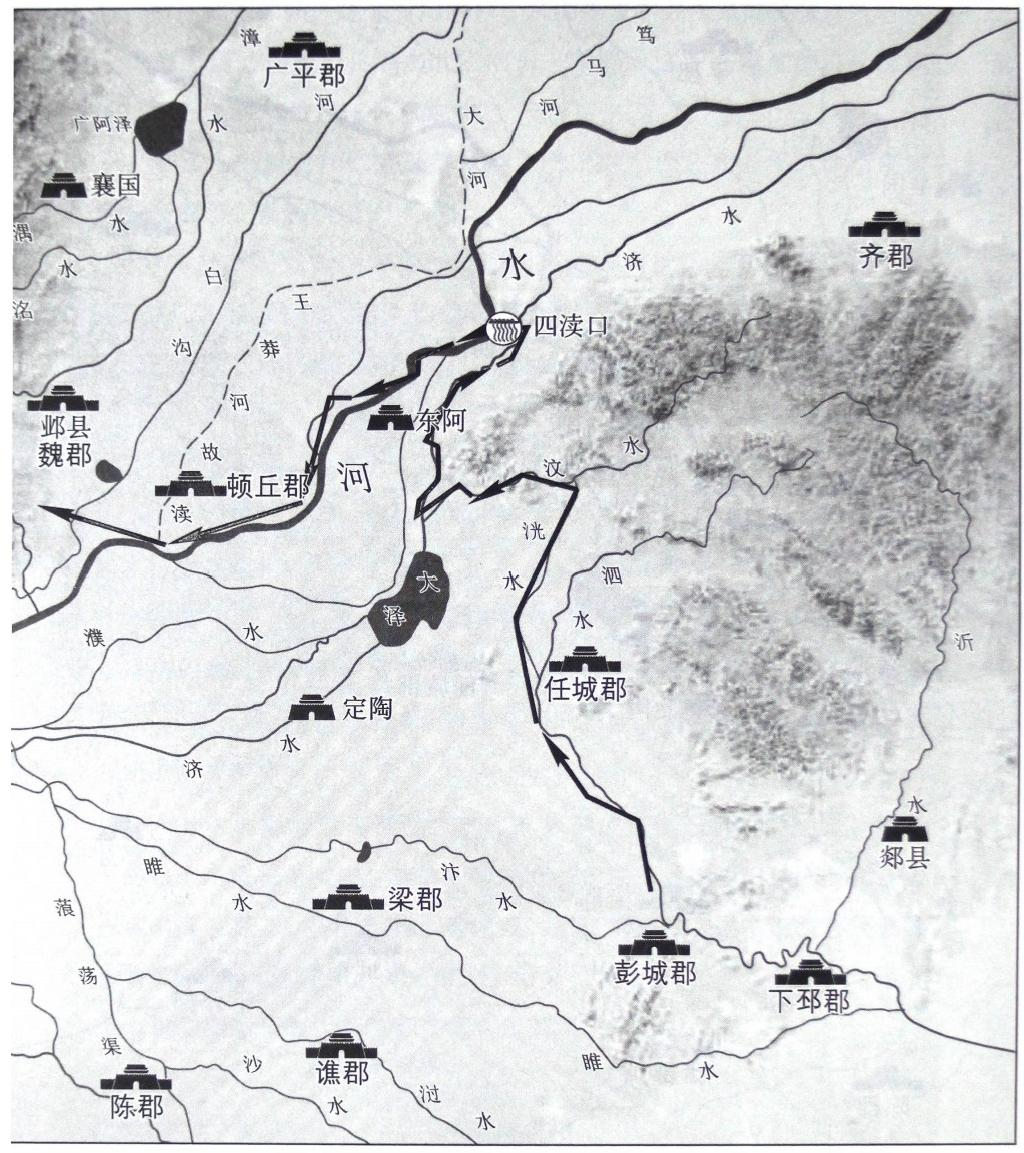 漳水
广平郡
白沟河
笃马河
广阿泽
大河
襄国
湡水
洺水
王莽河故渎
水
济水
齐郡
四渎口
东阿
邺县
魏郡
顿丘郡
河
汶水
洸水
泗水
大泽
濮水
任城郡
沂水
定陶
济水
郯县
睢水
汴水
梁郡
蒗荡渠
彭城郡
下邳郡
睢水
谯郡
沙水
陈郡
过水